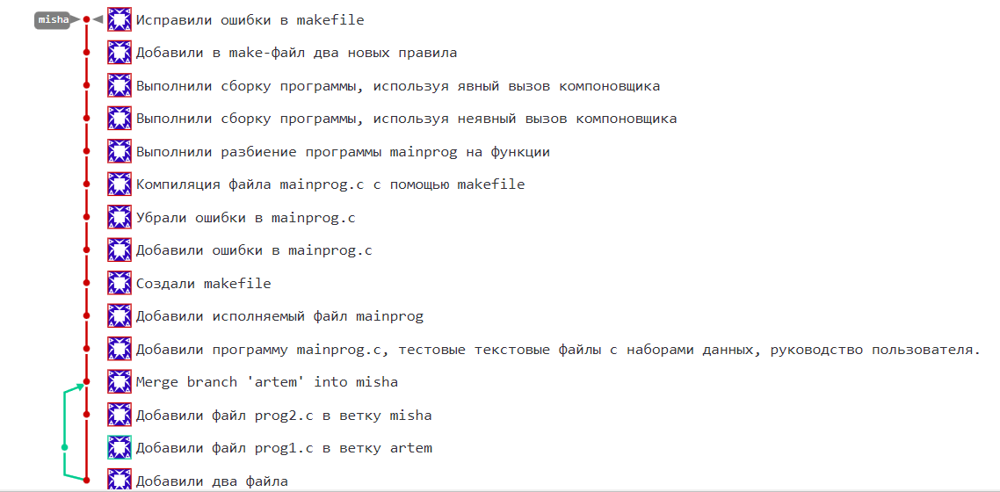 misha
Исправили ошибки в makefile
Добавили в make-файл два новых правила
Выполнили сборку программы, используя явный вызов компоновщика
Выполнили сборку программы, используя неявный вызов компоновщика
Выполнили разбиение программы mainprog на функции
Компиляция файла mainprog.c с помощью makefile
Убрали ошибки в mainprog.c
Добавили ошибки в mainprog.c
Создали makefile
Добавили исполняемый файл mainprog
Добавили программу mainprog.c, тестовые текстовые файлы с наборами данных, руководство пользователя.
Merge branch 'artem' into misha
Добавили файл prog2.c в ветку misha
Добавили файл prog1.c в ветку artem
Добавили два файла